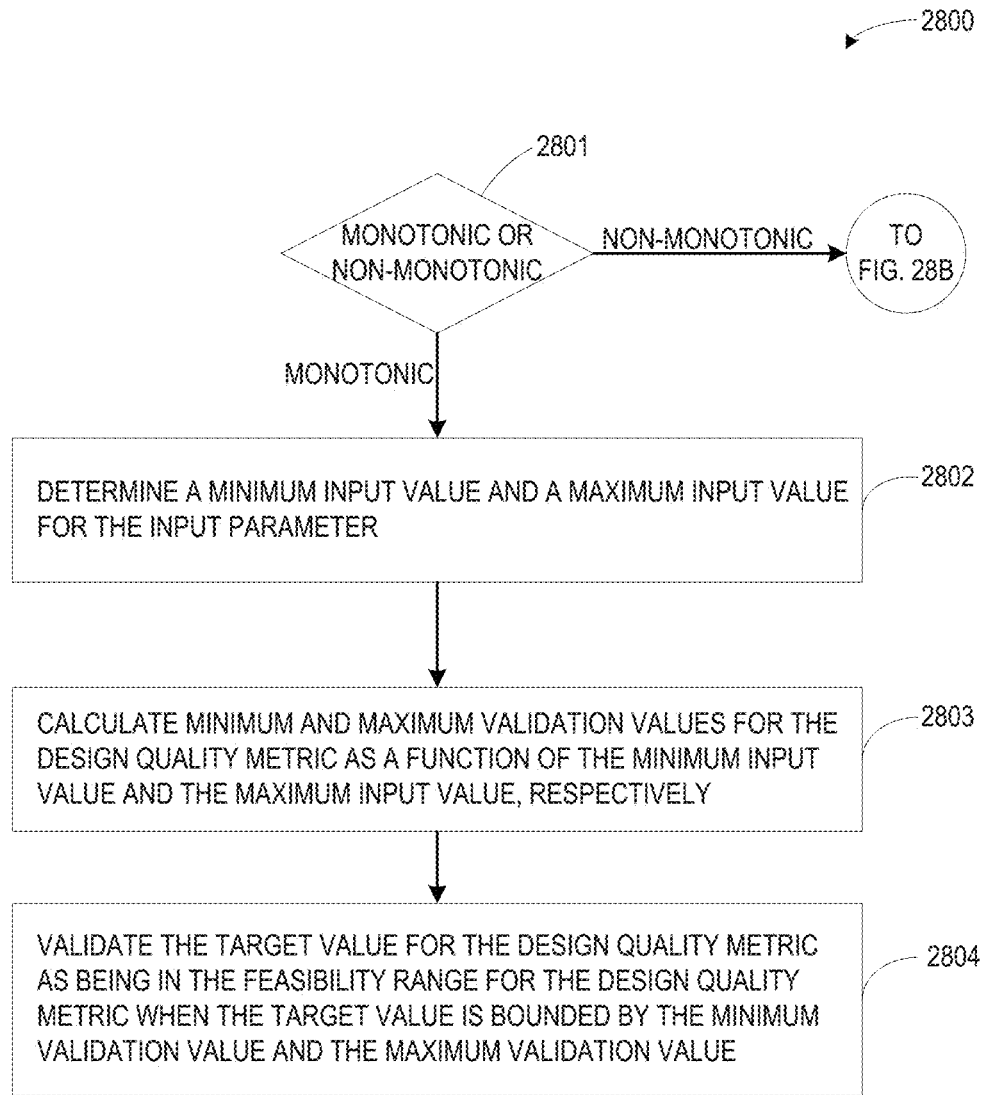 2800
2801
MONOTONIC OR
NON-MONOTONIC
NON-MONOTONIC
TO
FIG. 28B
MONOTONIC
2802
DETERMINE A MINIMUM INPUT VALUE AND A MAXIMUM INPUT VALUE
FOR THE INPUT PARAMETER
2803
CALCULATE MINIMUM AND MAXIMUM VALIDATION VALUES FOR THE
DESIGN QUALITY METRIC AS A FUNCTION OF THE MINIMUM INPUT
VALUE AND THE MAXIMUM INPUT VALUE, RESPECTIVELY
2804
VALIDATE THE TARGET VALUE FOR THE DESIGN QUALITY METRIC
AS BEING IN THE FEASIBILITY RANGE FOR THE DESIGN QUALITY
METRIC WHEN THE TARGET VALUE IS BOUNDED BY THE MINIMUM
VALIDATION VALUE AND THE MAXIMUM VALIDATION VALUE